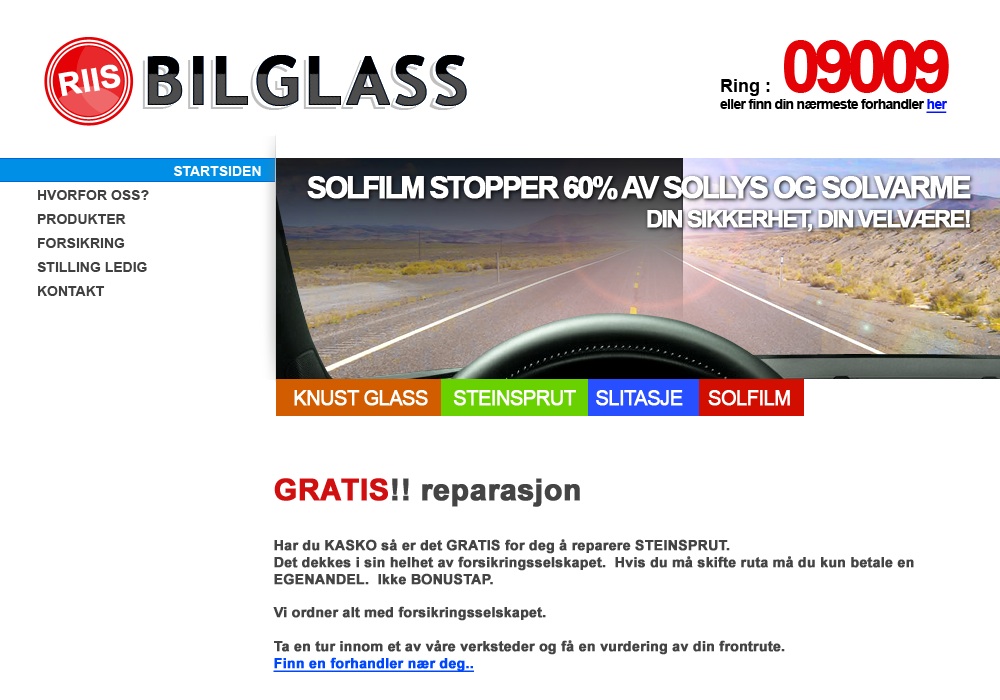 RIIS BILGLASS
Ring : 09009
eller finn din nærmeste forhandler her
STARTSIDEN
HVORFOR OSS?
PRODUKTER
FORSIKRING
STILLING LEDIG
KONTAKT
SOLFILM STOPPER 60% AV SOLLYS OG SOLVARME
DIN SIKKERHET, DIN VELVÆRE!
KNUST GLASS STEINSPRUT SLITASJE SOLFILM
GRATIS!! reparasjon
Har du KASKO så er det GRATIS for deg å reparere STEINSPRUT.
Det dekkes i sin helhet av forsikringsselskapet. Hvis du må skifte ruta må du kun betale en
EGENANDEL. Ikke BONUSTAP.
Vi ordner alt med forsikringsselskapet.
Ta en tur innom et av våre verksteder og få en vurdering av din frontrute.
Finn en forhandler nær deg..